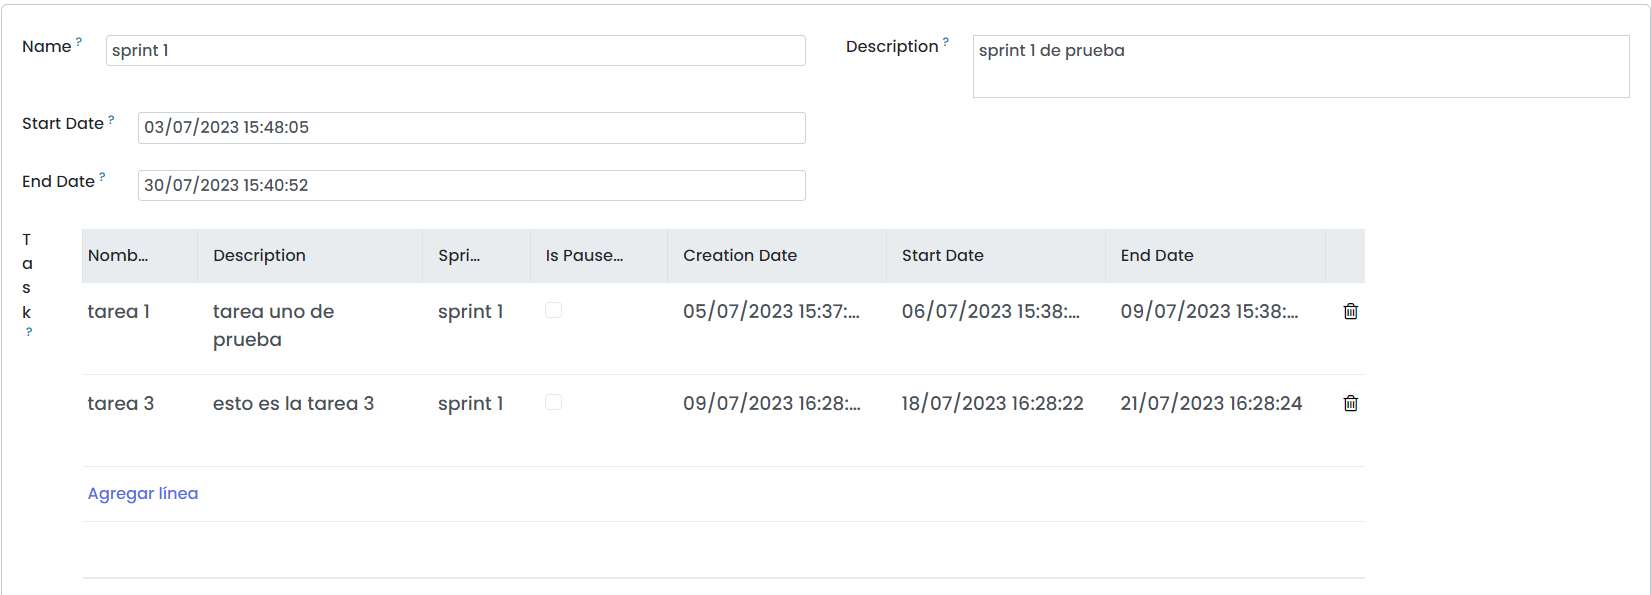 Name ?
sprint 1
Description ?
sprint 1 de prueba
Start Date ?
03/07/2023 15:48:05
End Date ?
30/07/2023 15:40:52
Task ?
Nomb... Description Spri... Is Pause... Creation Date Start Date End Date
tarea 1 tarea uno de sprint 1 05/07/2023 15:37:... 06/07/2023 15:38:... 09/07/2023 15:38:...
prueba
tarea 3 esto es la tarea 3 sprint 1 09/07/2023 16:28:... 18/07/2023 16:28:22 21/07/2023 16:28:24
Agregar línea